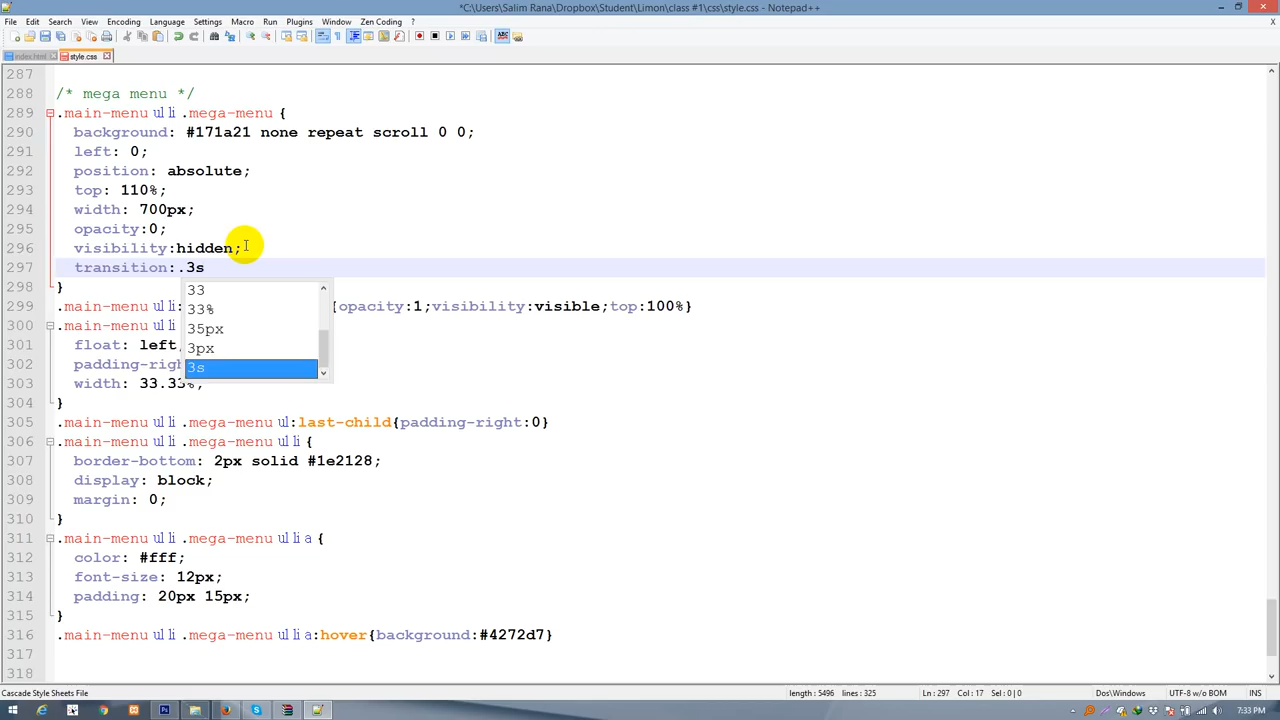 *C:\Users\Salim Rana\Dropbox\Student\Limon\class #1\css\style.css - Notepad++
File Edit Search View Encoding Language Settings Macro Run Plugins Window Zen Coding ?
index.html style.css
287
288 /* mega menu */
289 .main-menu ul li .mega-menu {
290 background: #171a21 none repeat scroll 0 0;
291 left: 0;
292 position: absolute;
293 top: 110%;
294 width: 700px;
295 opacity:0;
296 visibility:hidden;
297 transition:.3s
298 }
33
299 .main-menu ul li: {opacity:1;visibility:visible;top:100%}
33%
300 .main-menu ul li
35px
301 float: left
3px
302 padding-righ
3s
303 width: 33.33%;
304 }
305 .main-menu ul li .mega-menu ul:last-child{padding-right:0}
306 .main-menu ul li .mega-menu ul li {
307 border-bottom: 2px solid #1e2128;
308 display: block;
309 margin: 0;
310 }
311 .main-menu ul li .mega-menu ul li a {
312 color: #fff;
313 font-size: 12px;
314 padding: 20px 15px;
315 }
316 .main-menu ul li .mega-menu ul li a:hover{background:#4272d7}
317
318
Cascade Style Sheets File length : 5496 lines : 325 Ln : 297 Col : 17 Sel : 0 | 0 Dos\Windows UTF-8 w/o BOM INS
7:33 PM